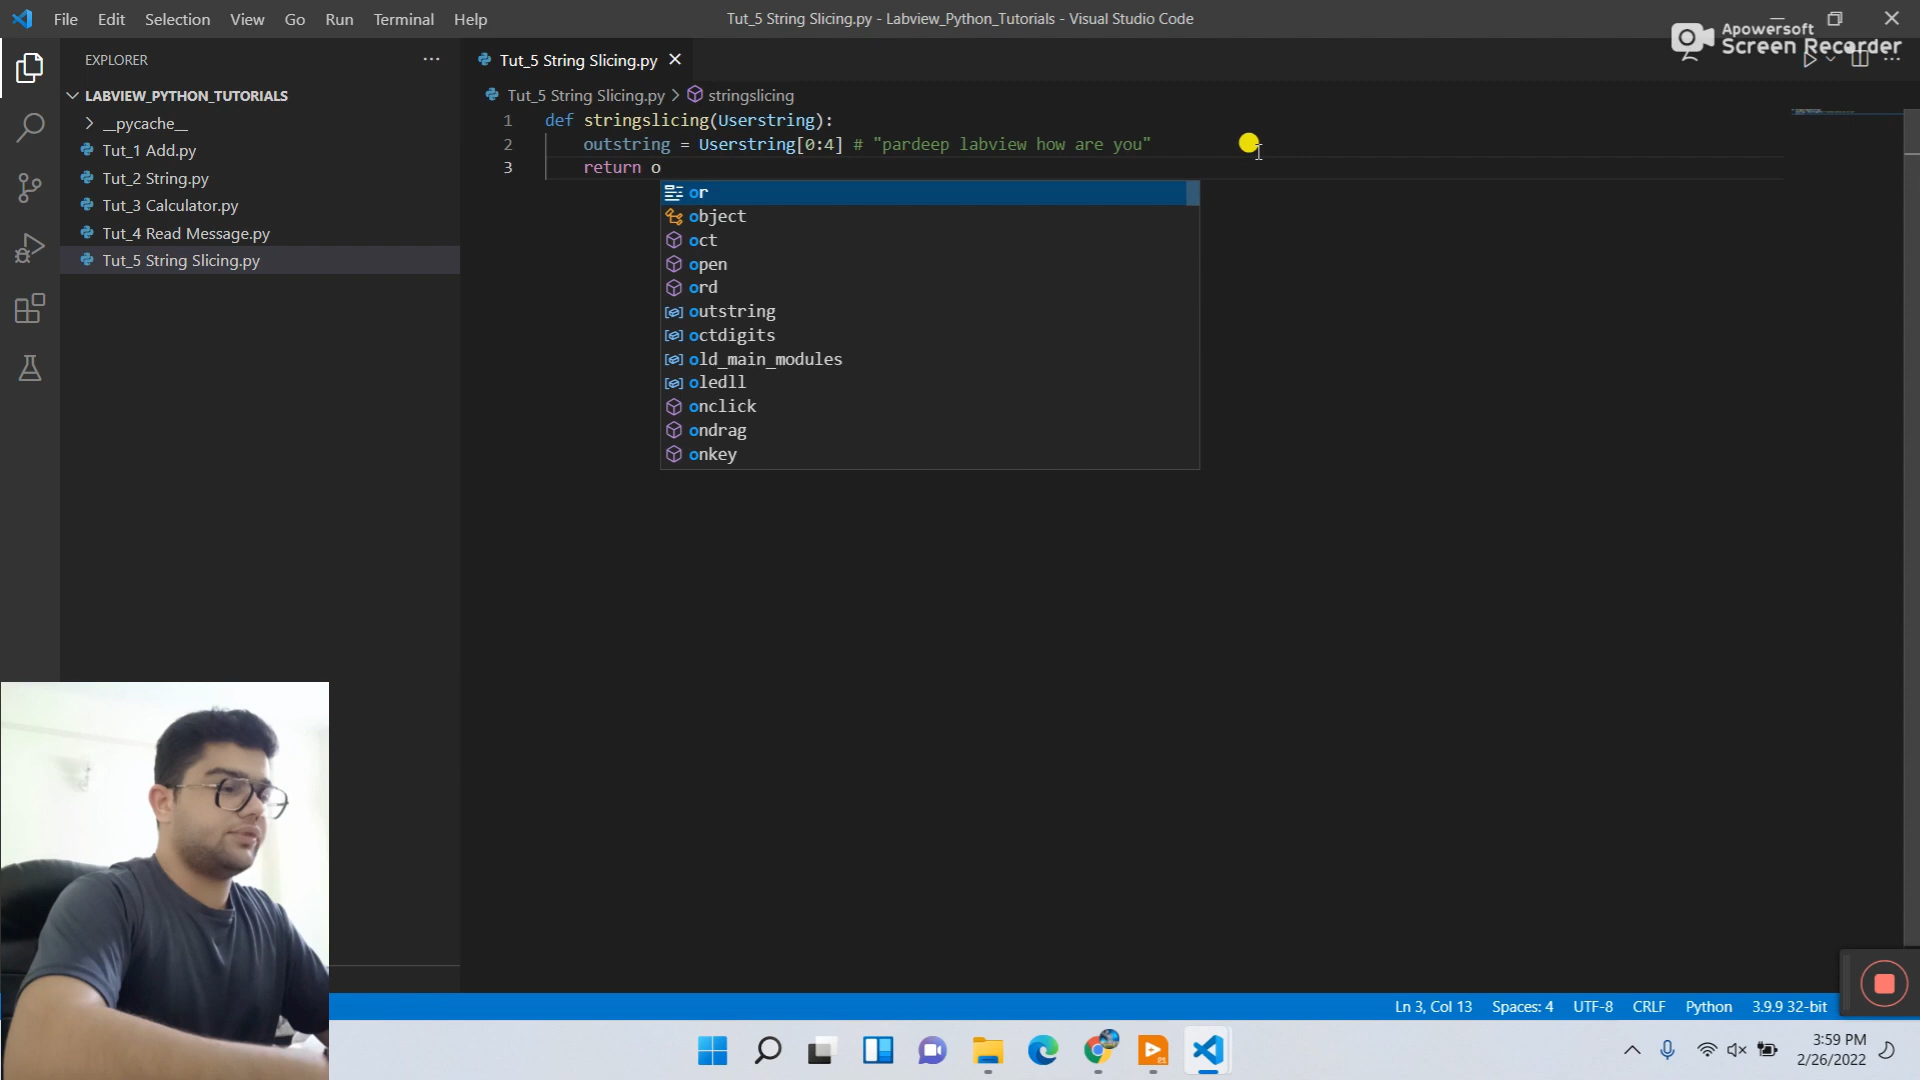 File Edit Selection View Go Run Terminal Help
Tut_5 String Slicing.py - Labview_Python_Tutorials - Visual Studio Code
Apowersoft
Screen Recorder
EXPLORER
LABVIEW_PYTHON_TUTORIALS
__pycache__
Tut_1 Add.py
Tut_2 String.py
Tut_3 Calculator.py
Tut_4 Read Message.py
Tut_5 String Slicing.py
Tut_5 String Slicing.py
Tut_5 String Slicing.py > stringslicing
1 def stringslicing(Userstring):
2 outstring = Userstring[0:4] # "pardeep labview how are you"
3 return o
or
object
oct
open
ord
outstring
octdigits
old_main_modules
oledll
onclick
ondrag
onkey
Ln 3, Col 13 Spaces: 4 UTF-8 CRLF Python 3.9.9 32-bit
3:59 PM
2/26/2022